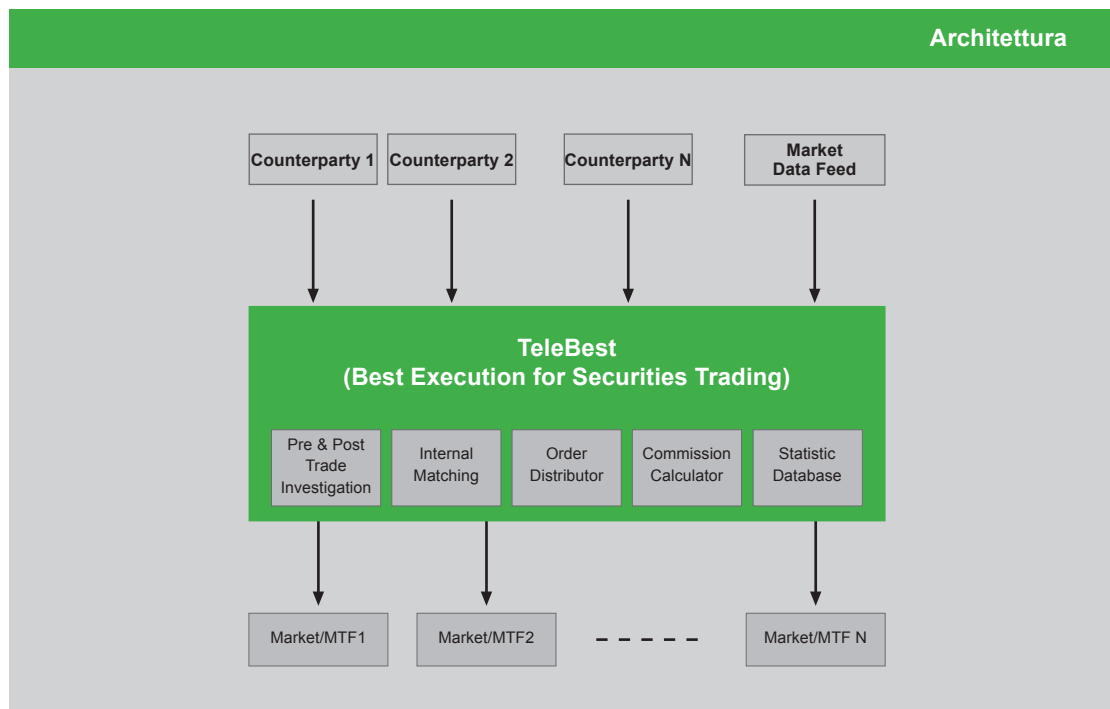 Architettura
Counterparty 1
Counterparty 2
Counterparty N
Market
Data Feed
TeleBest
(Best Execution for Securities Trading)
Pre & Post
Trade
Investigation
Internal
Matching
Order
Distributor
Commission
Calculator
Statistic
Database
Market/MTF1
Market/MTF2
Market/MTF N